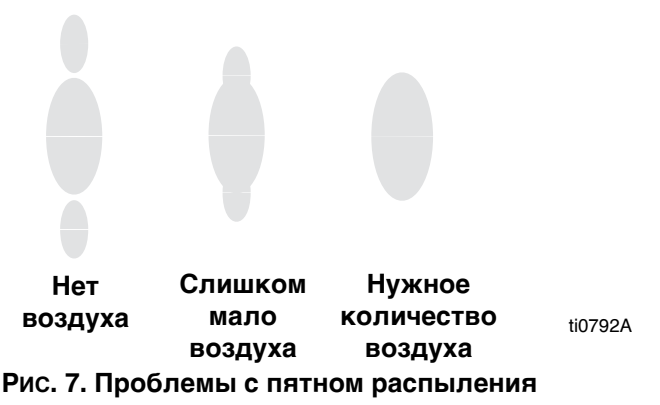 Нет
воздуха
Слишком
мало
воздуха
Нужное
количество
воздуха
ti0792A
Рис. 7. Проблемы с пятном распыления